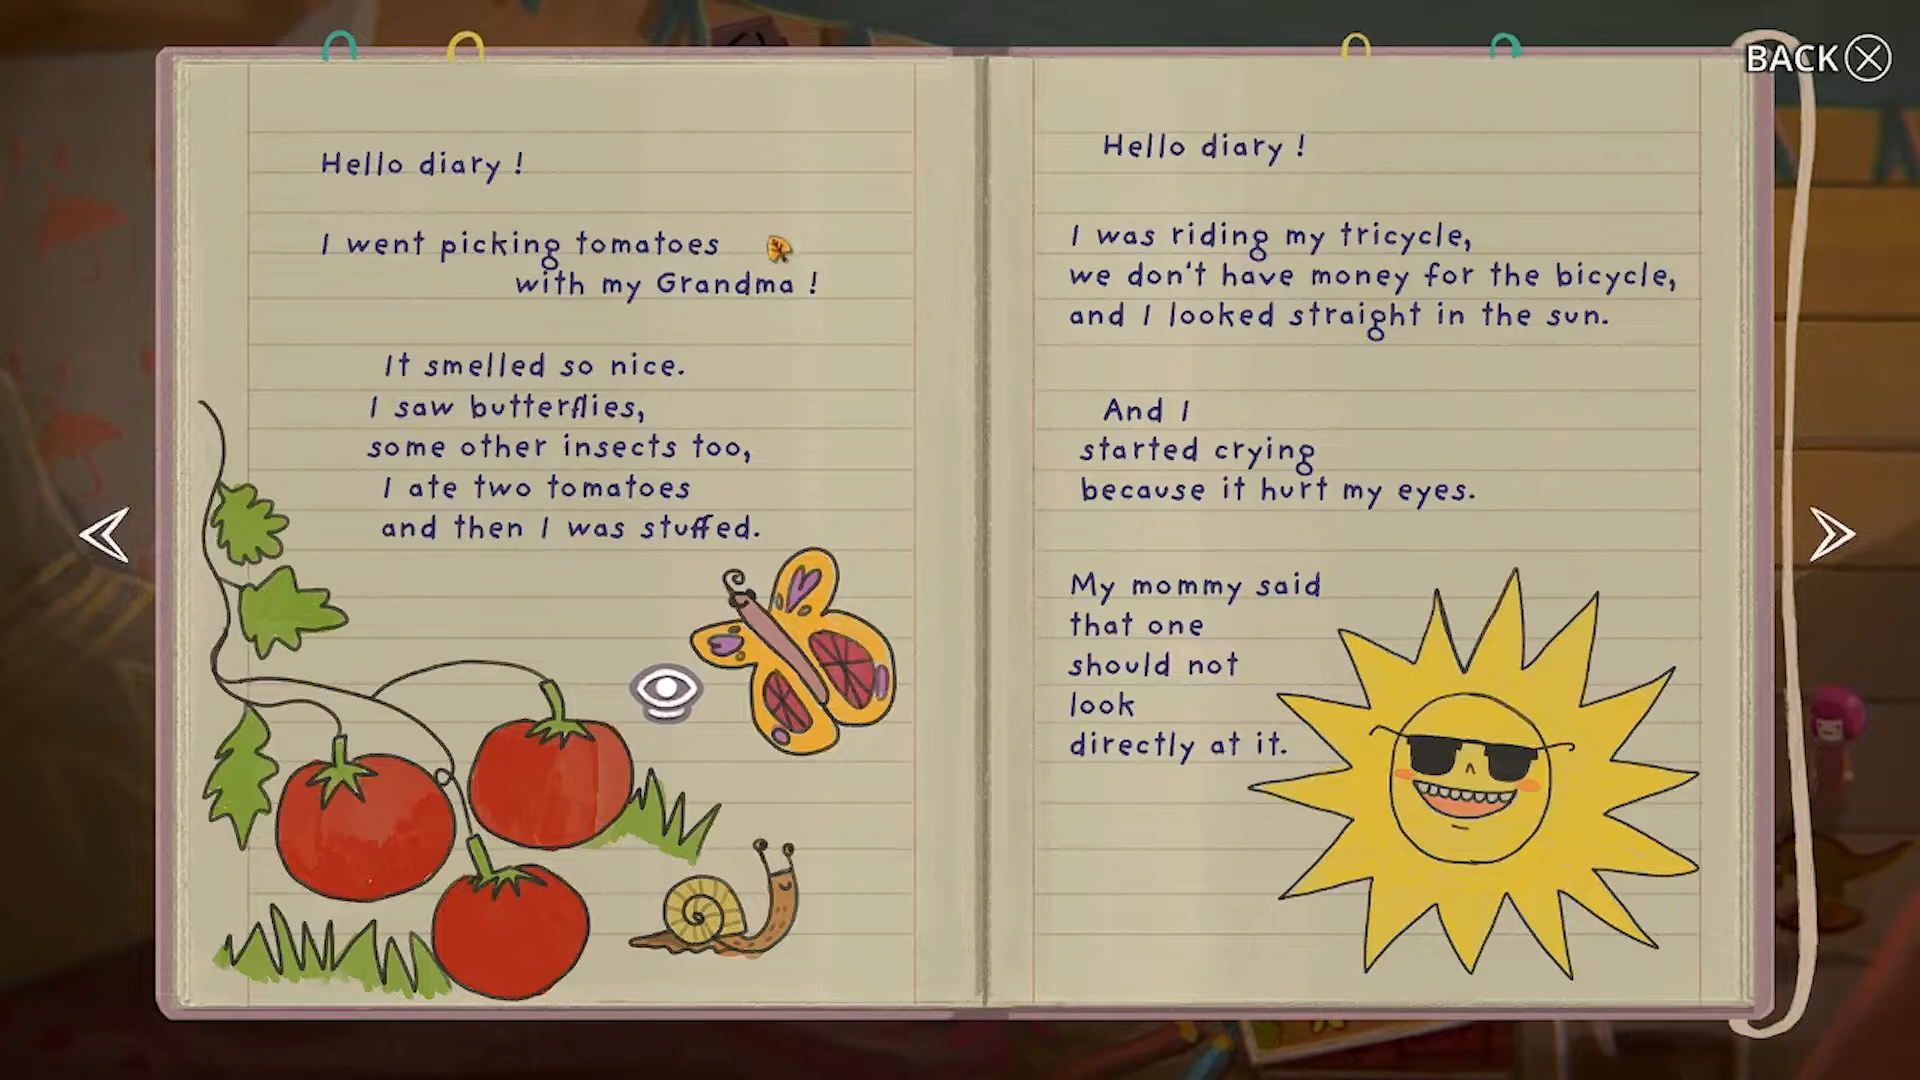 BACK
Hello diary !
I went picking tomatoes
with my Grandma !
It smelled so nice.
I saw butterflies,
some other insects too,
I ate two tomatoes
and then I was stuffed.
Hello diary !
I was riding my tricycle,
we don't have money for the bicycle,
and I looked straight in the sun.
And I
started crying
because it hurt my eyes.
My mommy said
that one
should not
look
directly at it.